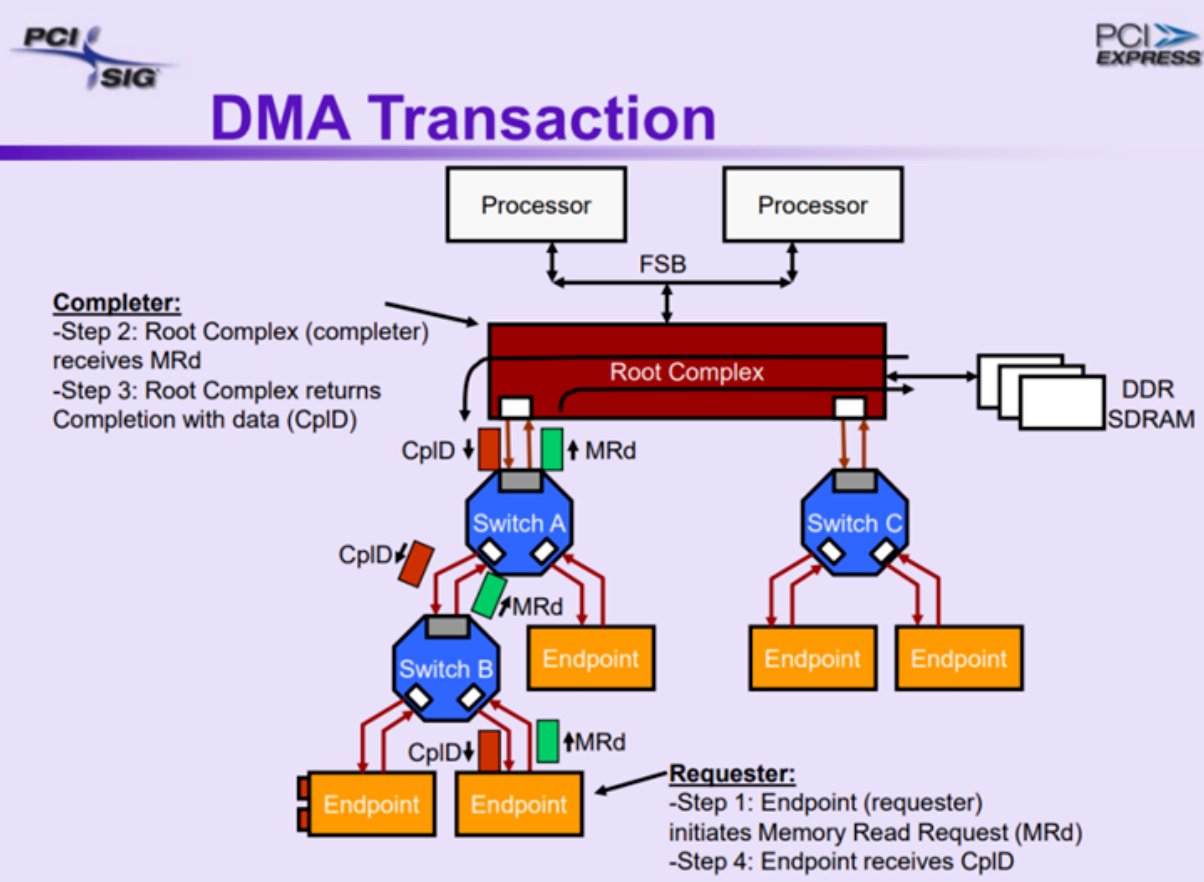 PCI
SIG
PCI
EXPRESS
DMA Transaction
Processor
Processor
FSB
Completer:
-Step 2: Root Complex (completer)
receives MRd
-Step 3: Root Complex returns
Completion with data (CplD)
Root Complex
DDR
SDRAM
CplD
MRd
Switch A
Switch C
CplD
MRd
Switch B
Endpoint
Endpoint
Endpoint
CplD
MRd
Endpoint
Endpoint
Requester:
-Step 1: Endpoint (requester)
initiates Memory Read Request (MRd)
-Step 4: Endpoint receives CplD